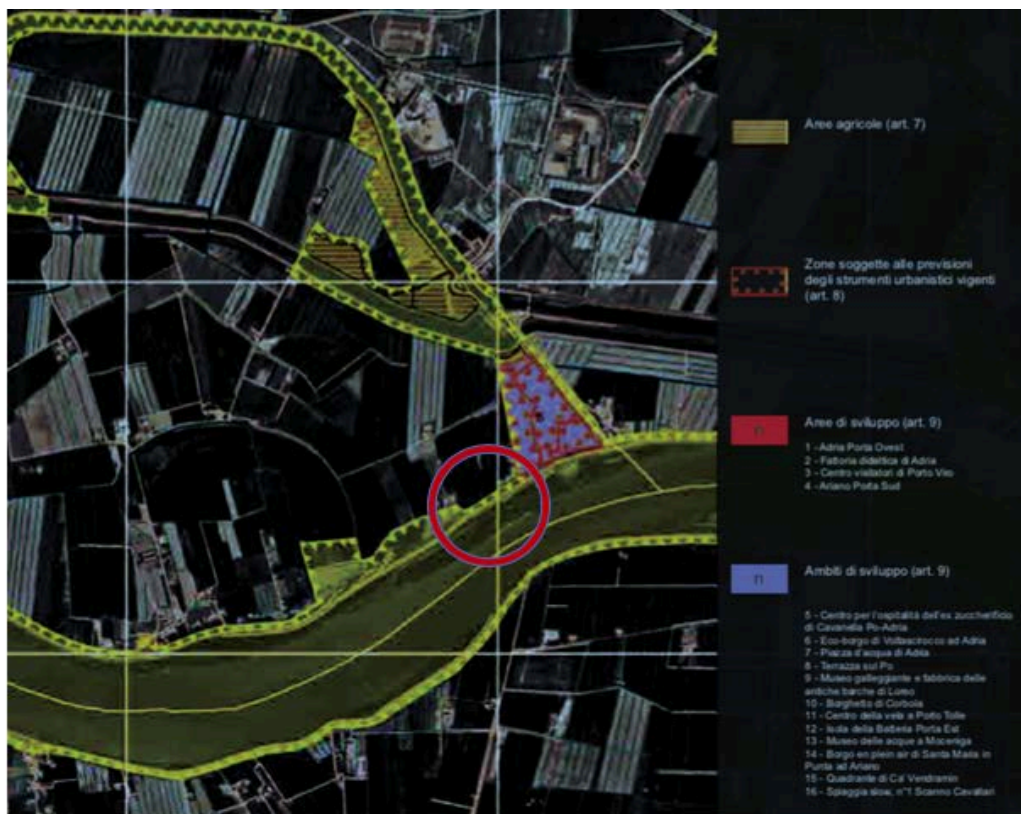 Aree agricole (art. 7)
Zone soggette alle previsioni
degli strumenti urbanistici vigenti
(art. 8)
n
Aree di sviluppo (art. 9)
1 - Adria Porta Ovest
2 - Fattoria didattica di Adria
3 - Centro visitatori di Porto Viro
4 - Ariano Porta Sud
n
Ambiti di sviluppo (art. 9)
5 - Centro per l'ospitalità dell'ex zuccherificio
di Cavanella Po-Adria
6 - Eco-borgo di Voltascirocco ad Adria
7 - Piazza d'acqua di Adria
8 - Terrazza sul Po
9 - Museo galleggiante e fabbrica delle
antiche barche di Loreo
10 - Borghetto di Corbola
11 - Centro della vela a Porto Tolle
12 - Isola della Batteria Porta Est
13 - Museo delle acque a Moceniga
14 - Borgo en plein air di Santa Maria in
Punta ad Ariano
15 - Quadrante di Ca' Vendramin
16 - Spiaggia slow, n°1 Scanno Cavallari